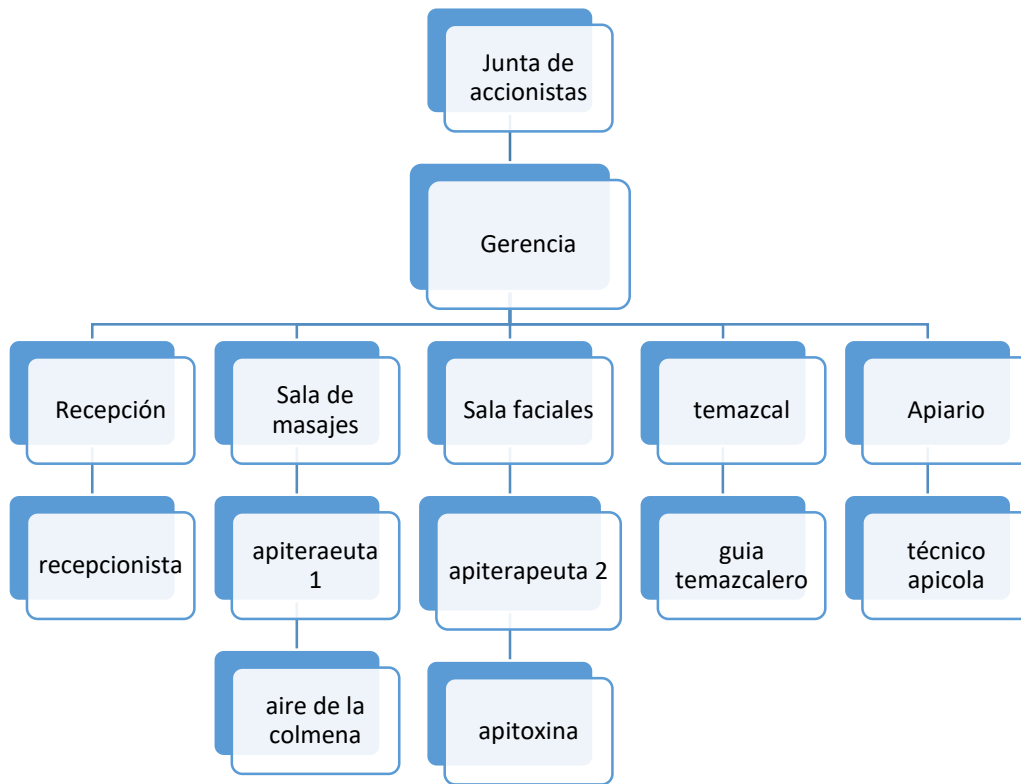 Junta de
accionistas
Gerencia
Recepción
Sala de
masajes
Sala faciales
temazcal
Apiario
recepcionista
apiteraeuta
1
apiterapeuta 2
guia
temazcalero
técnico
apicola
aire de la
colmena
apitoxina